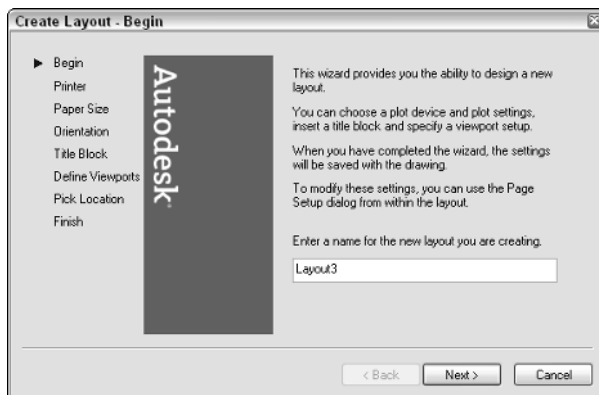 Create Layout - Begin
Begin
Printer
Paper Size
Orientation
Title Block
Define Viewports
Pick Location
Finish
Autodesk
This wizard provides you the ability to design a new
layout.
You can choose a plot device and plot settings,
insert a title block and specify a viewport setup.
When you have completed the wizard, the settings
will be saved with the drawing.
To modify these settings, you can use the Page
Setup dialog from within the layout.
Enter a name for the new layout you are creating.
Layout3
< Back
Next >
Cancel